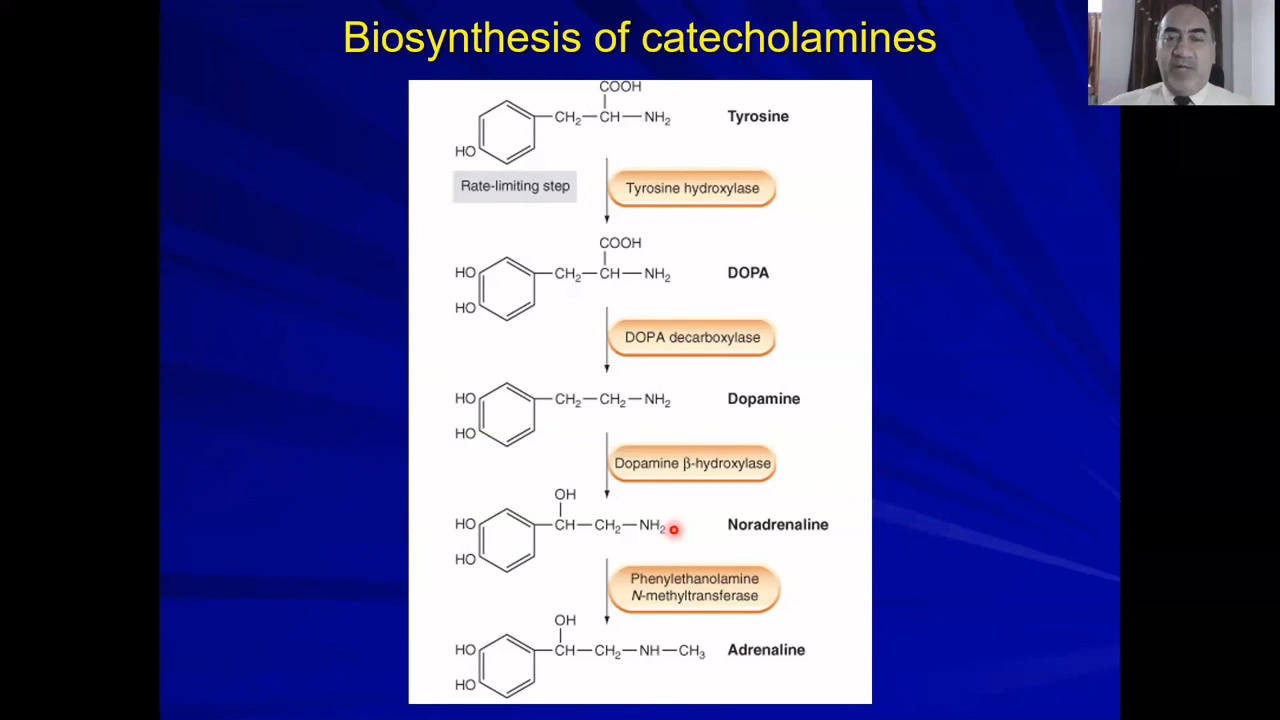 Biosynthesis of catecholamines
COOH
CH2—CH—NH2 Tyrosine
HO
Rate-limiting step Tyrosine hydroxylase
COOH
HO CH2—CH—NH2 DOPA
HO
DOPA decarboxylase
HO CH2—CH2—NH2 Dopamine
HO
Dopamine β-hydroxylase
OH
HO CH—CH2—NH2 Noradrenaline
HO
Phenylethanolamine
N-methyltransferase
OH
HO CH—CH2—NH—CH3 Adrenaline
HO